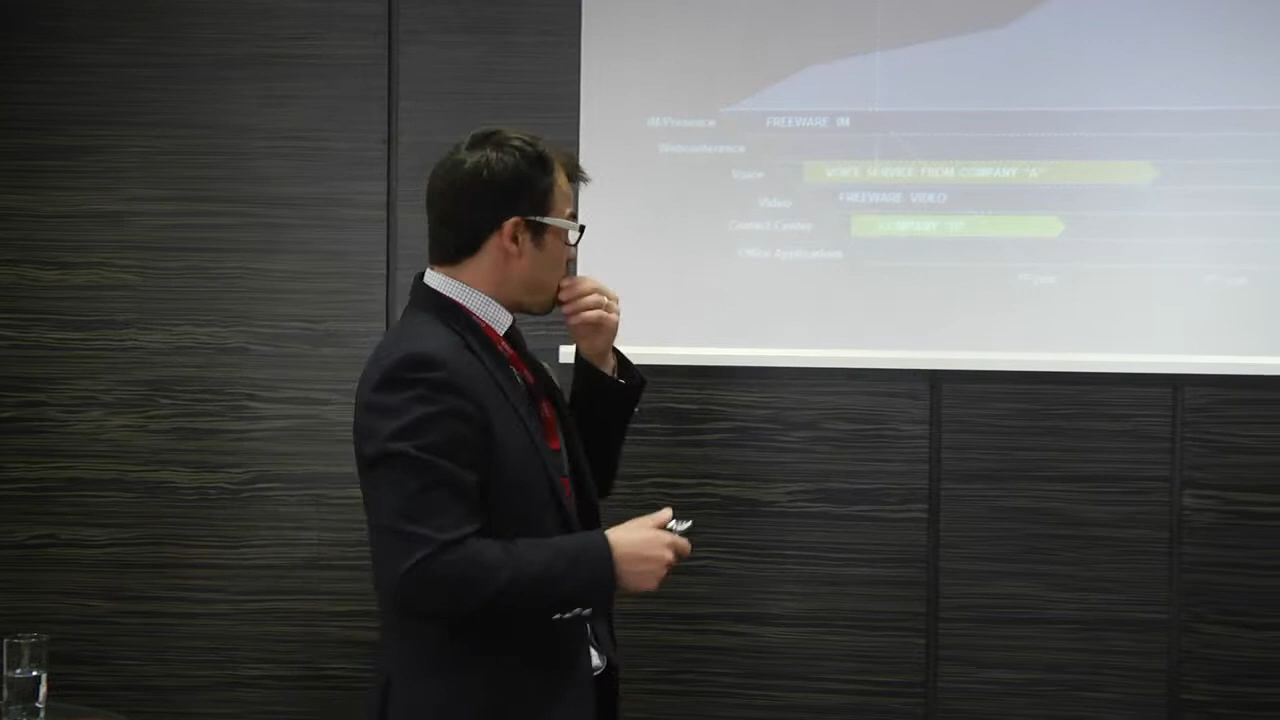 IM/Presence FREEWARE IM
Webconference
Voice VOICE SERVICE FROM COMPANY "A"
Video FREEWARE VIDEO
Contact Center COMPANY "B"
Office Applications